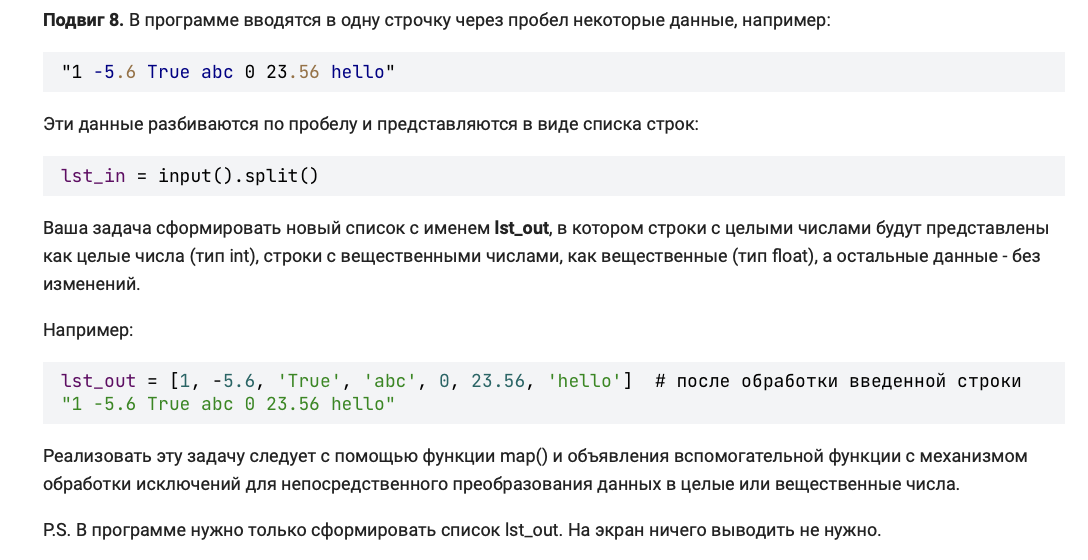 Подвиг 8. В программе вводятся в одну строчку через пробел некоторые данные, например:
"1 -5.6 True abc 0 23.56 hello"
Эти данные разбиваются по пробелу и представляются в виде списка строк:
lst_in = input().split()
Ваша задача сформировать новый список с именем lst_out, в котором строки с целыми числами будут представлены
как целые числа (тип int), строки с вещественными числами, как вещественные (тип float), а остальные данные - без
изменений.
Например:
lst_out = [1, -5.6, 'True', 'abc', 0, 23.56, 'hello']  # после обработки введенной строки
"1 -5.6 True abc 0 23.56 hello"
Реализовать эту задачу следует с помощью функции map() и объявления вспомогательной функции с механизмом
обработки исключений для непосредственного преобразования данных в целые или вещественные числа.
P.S. В программе нужно только сформировать список lst_out. На экран ничего выводить не нужно.